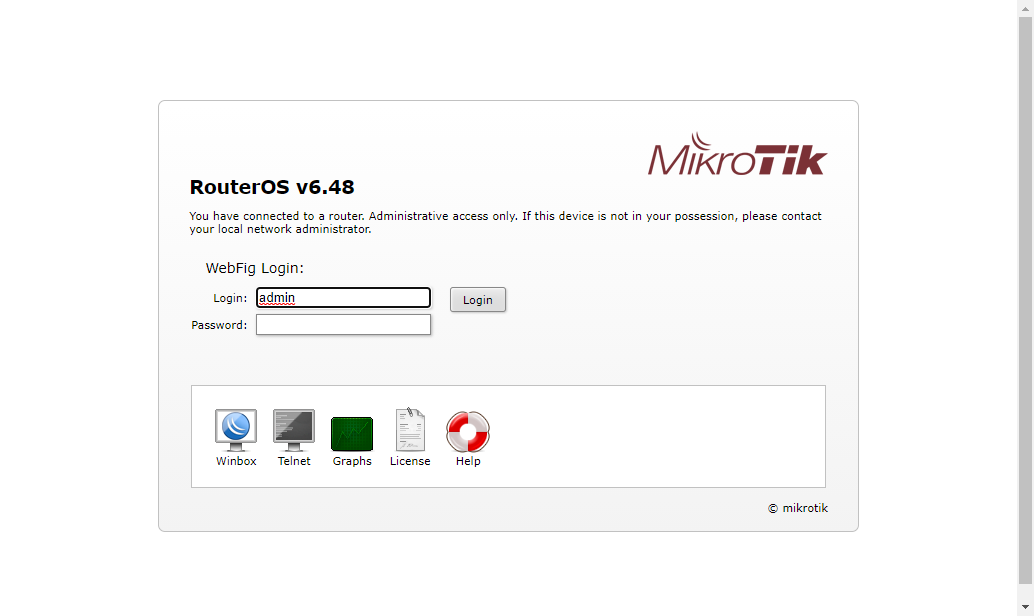 MikroTik
RouterOS v6.48
You have connected to a router. Administrative access only. If this device is not in your possession, please contact
your local network administrator.
WebFig Login:
Login: admin Login
Password:
Winbox Telnet Graphs License Help
© mikrotik